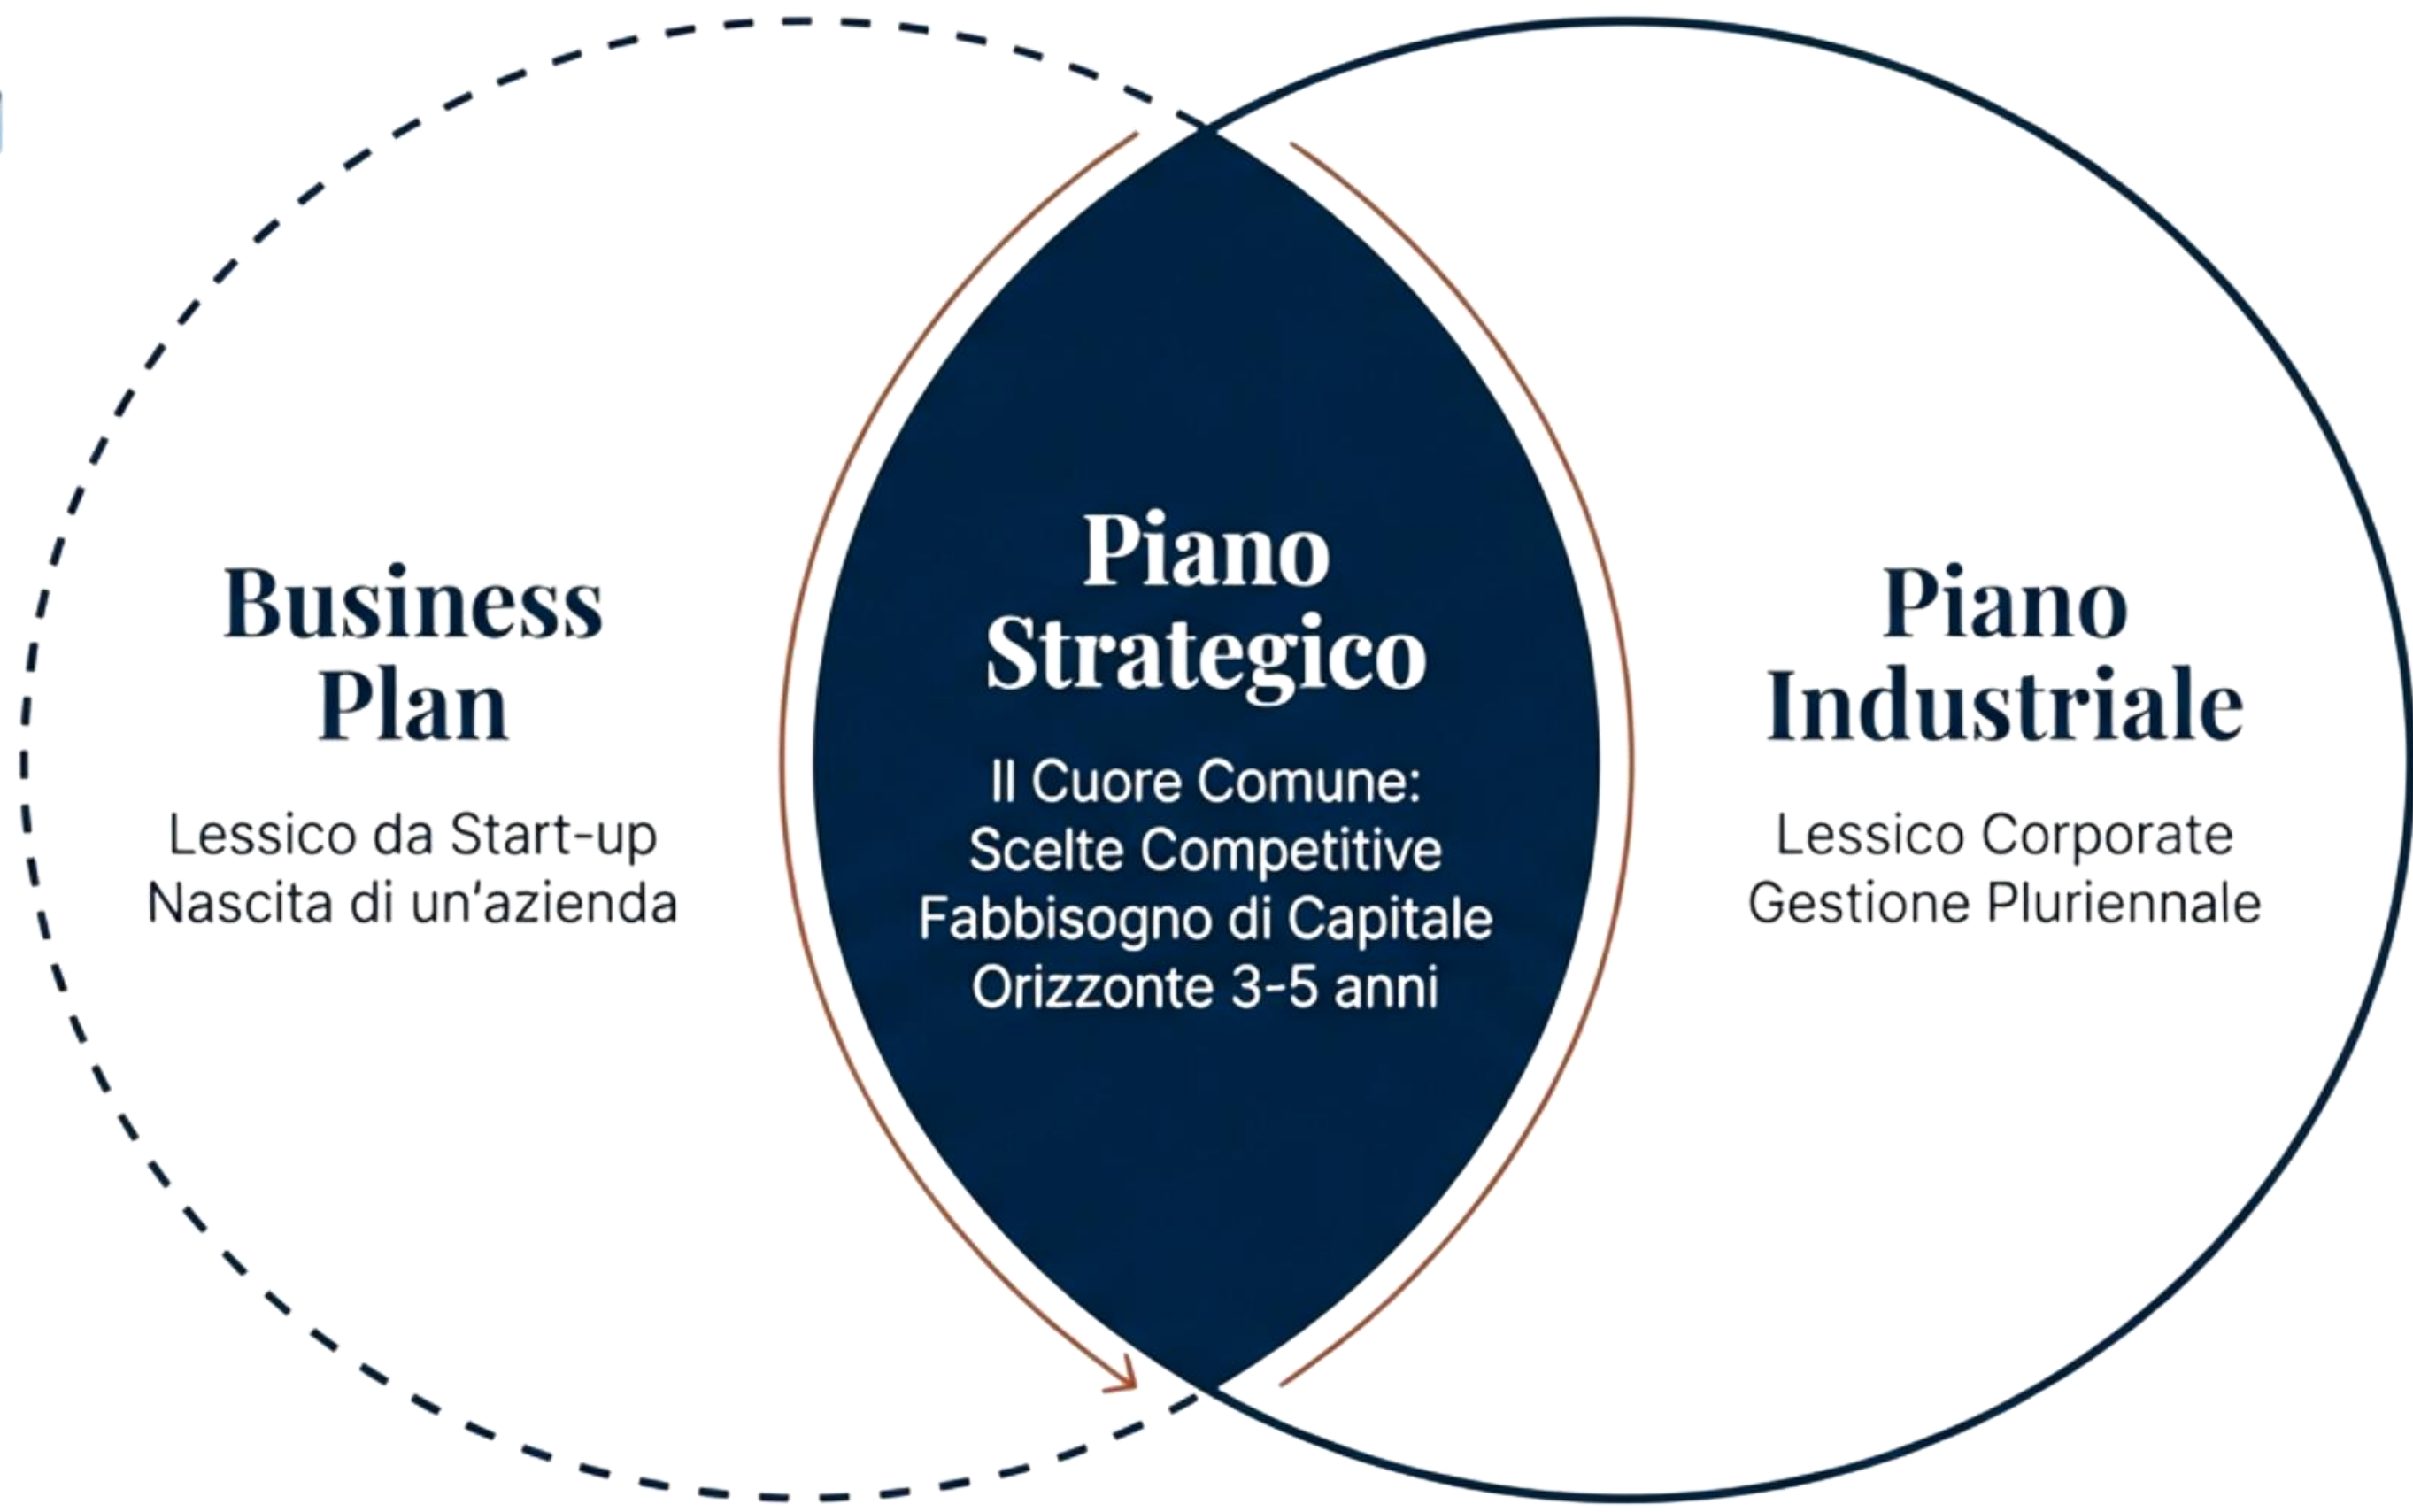 Business
Plan
Lessico da Start-up
Nascita di un'azienda
Piano
Strategico
Il Cuore Comune:
Scelte Competitive
Fabbisogno di Capitale
Orizzonte 3-5 anni
Piano
Industriale
Lessico Corporate
Gestione Pluriennale